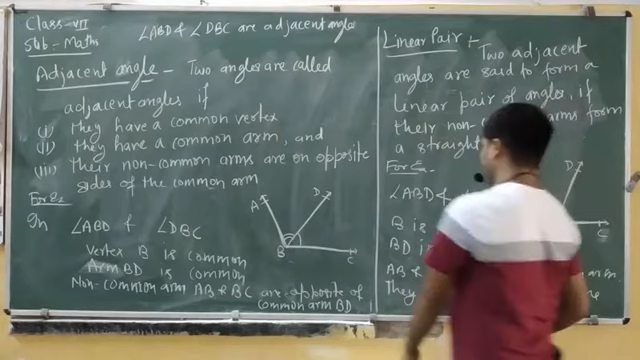 Class-VII
Sub-Maths
∠ABD & ∠DBC are adjacent angle
Adjacent angle - Two angles are called
adjacent angles if
(i) They have a common vertex
(ii) They have a common arm, and
(iii) Their non-common arms are on opposite
sides of the common arm
For Ex
In ∠ABD & ∠DBC
Vertex B is common
Arm BD is common
Non-common arm AB & BC are opposite of
common arm BD
A
D
B
C
Linear Pair :- Two adjacent
angles are said to form a
linear pair of angles, if
their non- arms form
a straight
For E
∠ABD &
B is
BD i
AB &
They
D
C